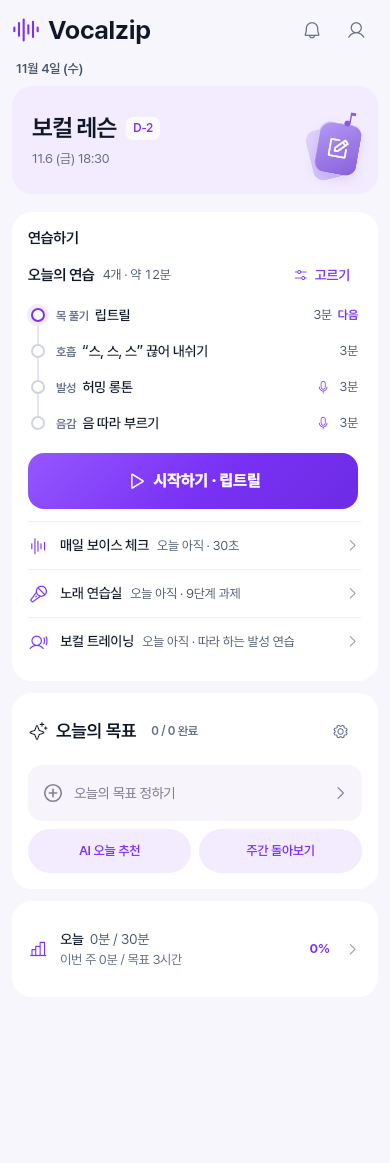 Vocalzip
11월 4일 (수)
보컬 레슨 D-2
11.6 (금) 18:30
연습하기
오늘의 연습 4개 · 약 12분 고르기
목 풀기 립트릴 3분 다음
호흡 “스, 스, 스” 끊어 내쉬기 3분
발성 허밍 롱톤 3분
음감 음 따라 부르기 3분
시작하기 · 립트릴
매일 보이스 체크 오늘 아직 · 30초
노래 연습실 오늘 아직 · 9단계 과제
보컬 트레이닝 오늘 아직 · 따라 하는 발성 연습
오늘의 목표 0 / 0 완료
오늘의 목표 정하기
AI 오늘 추천 주간 돌아보기
오늘 0분 / 30분 0%
이번 주 0분 / 목표 3시간